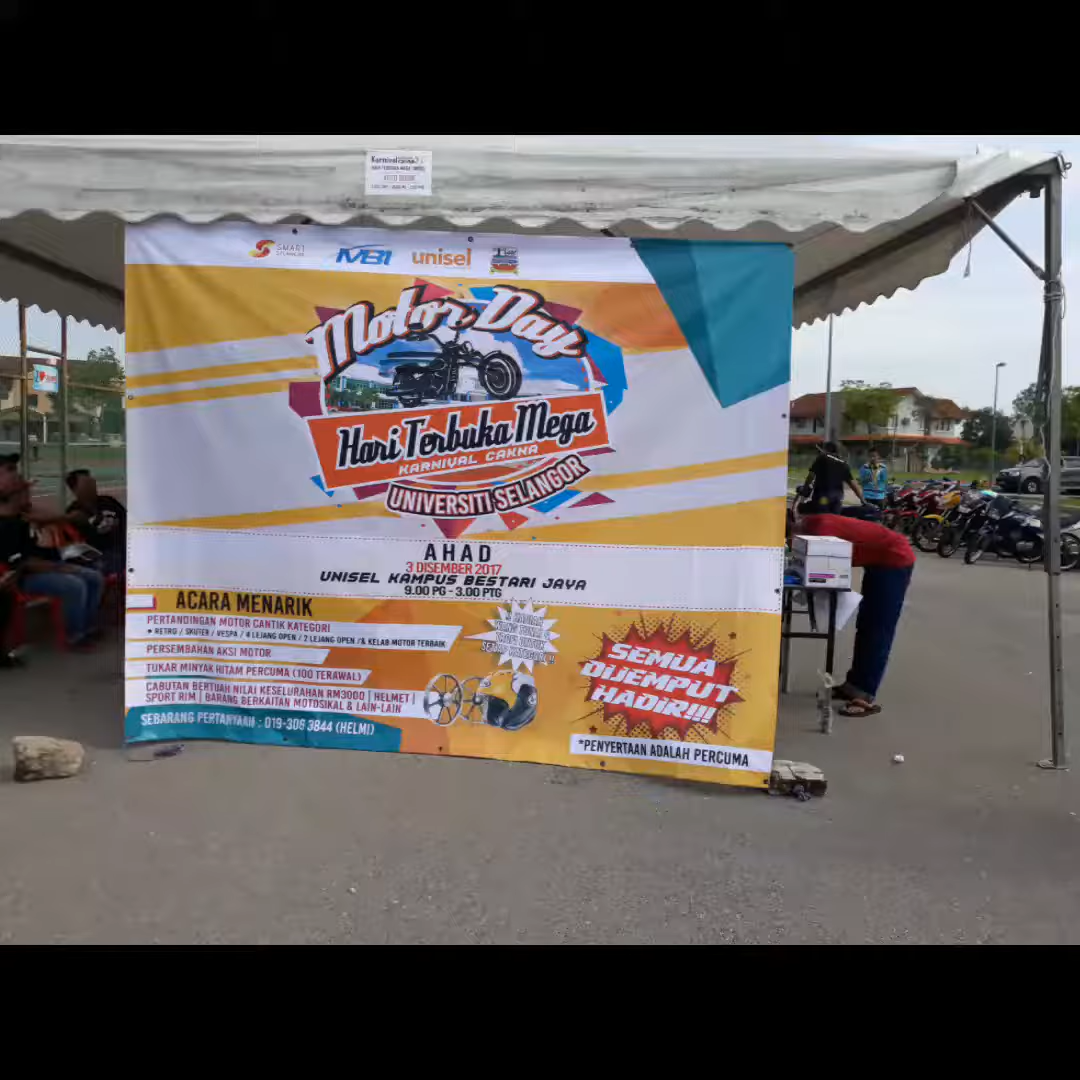 Karnival
SMART
SELANGOR
MBI
unisel
Motor Day
Hari Terbuka Mega
KARNIVAL CAKNA
UNIVERSITI SELANGOR
AHAD
3 DISEMBER 2017
UNISEL KAMPUS BESTARI JAYA
9.00 PG - 3.00 PTG
ACARA MENARIK
PERTANDINGAN MOTOR CANTIK KATEGORI
• RETRO / SKUTER / VESPA / 4 LEJANG OPEN / 2 LEJANG OPEN /& KELAB MOTOR TERBAIK
PERSEMBAHAN AKSI MOTOR
TUKAR MINYAK HITAM PERCUMA (100 TERAWAL)
CABUTAN BERTUAH NILAI KESELURUHAN RM3000 | HELMET |
SPORT RIM | BARANG BERKAITAN MOTOSIKAL & LAIN-LAIN
SEBARANG PERTANYAAN : 019-306 3844 (HELMI)
SEMUA
DIJEMPUT
HADIR!!!
*PENYERTAAN ADALAH PERCUMA